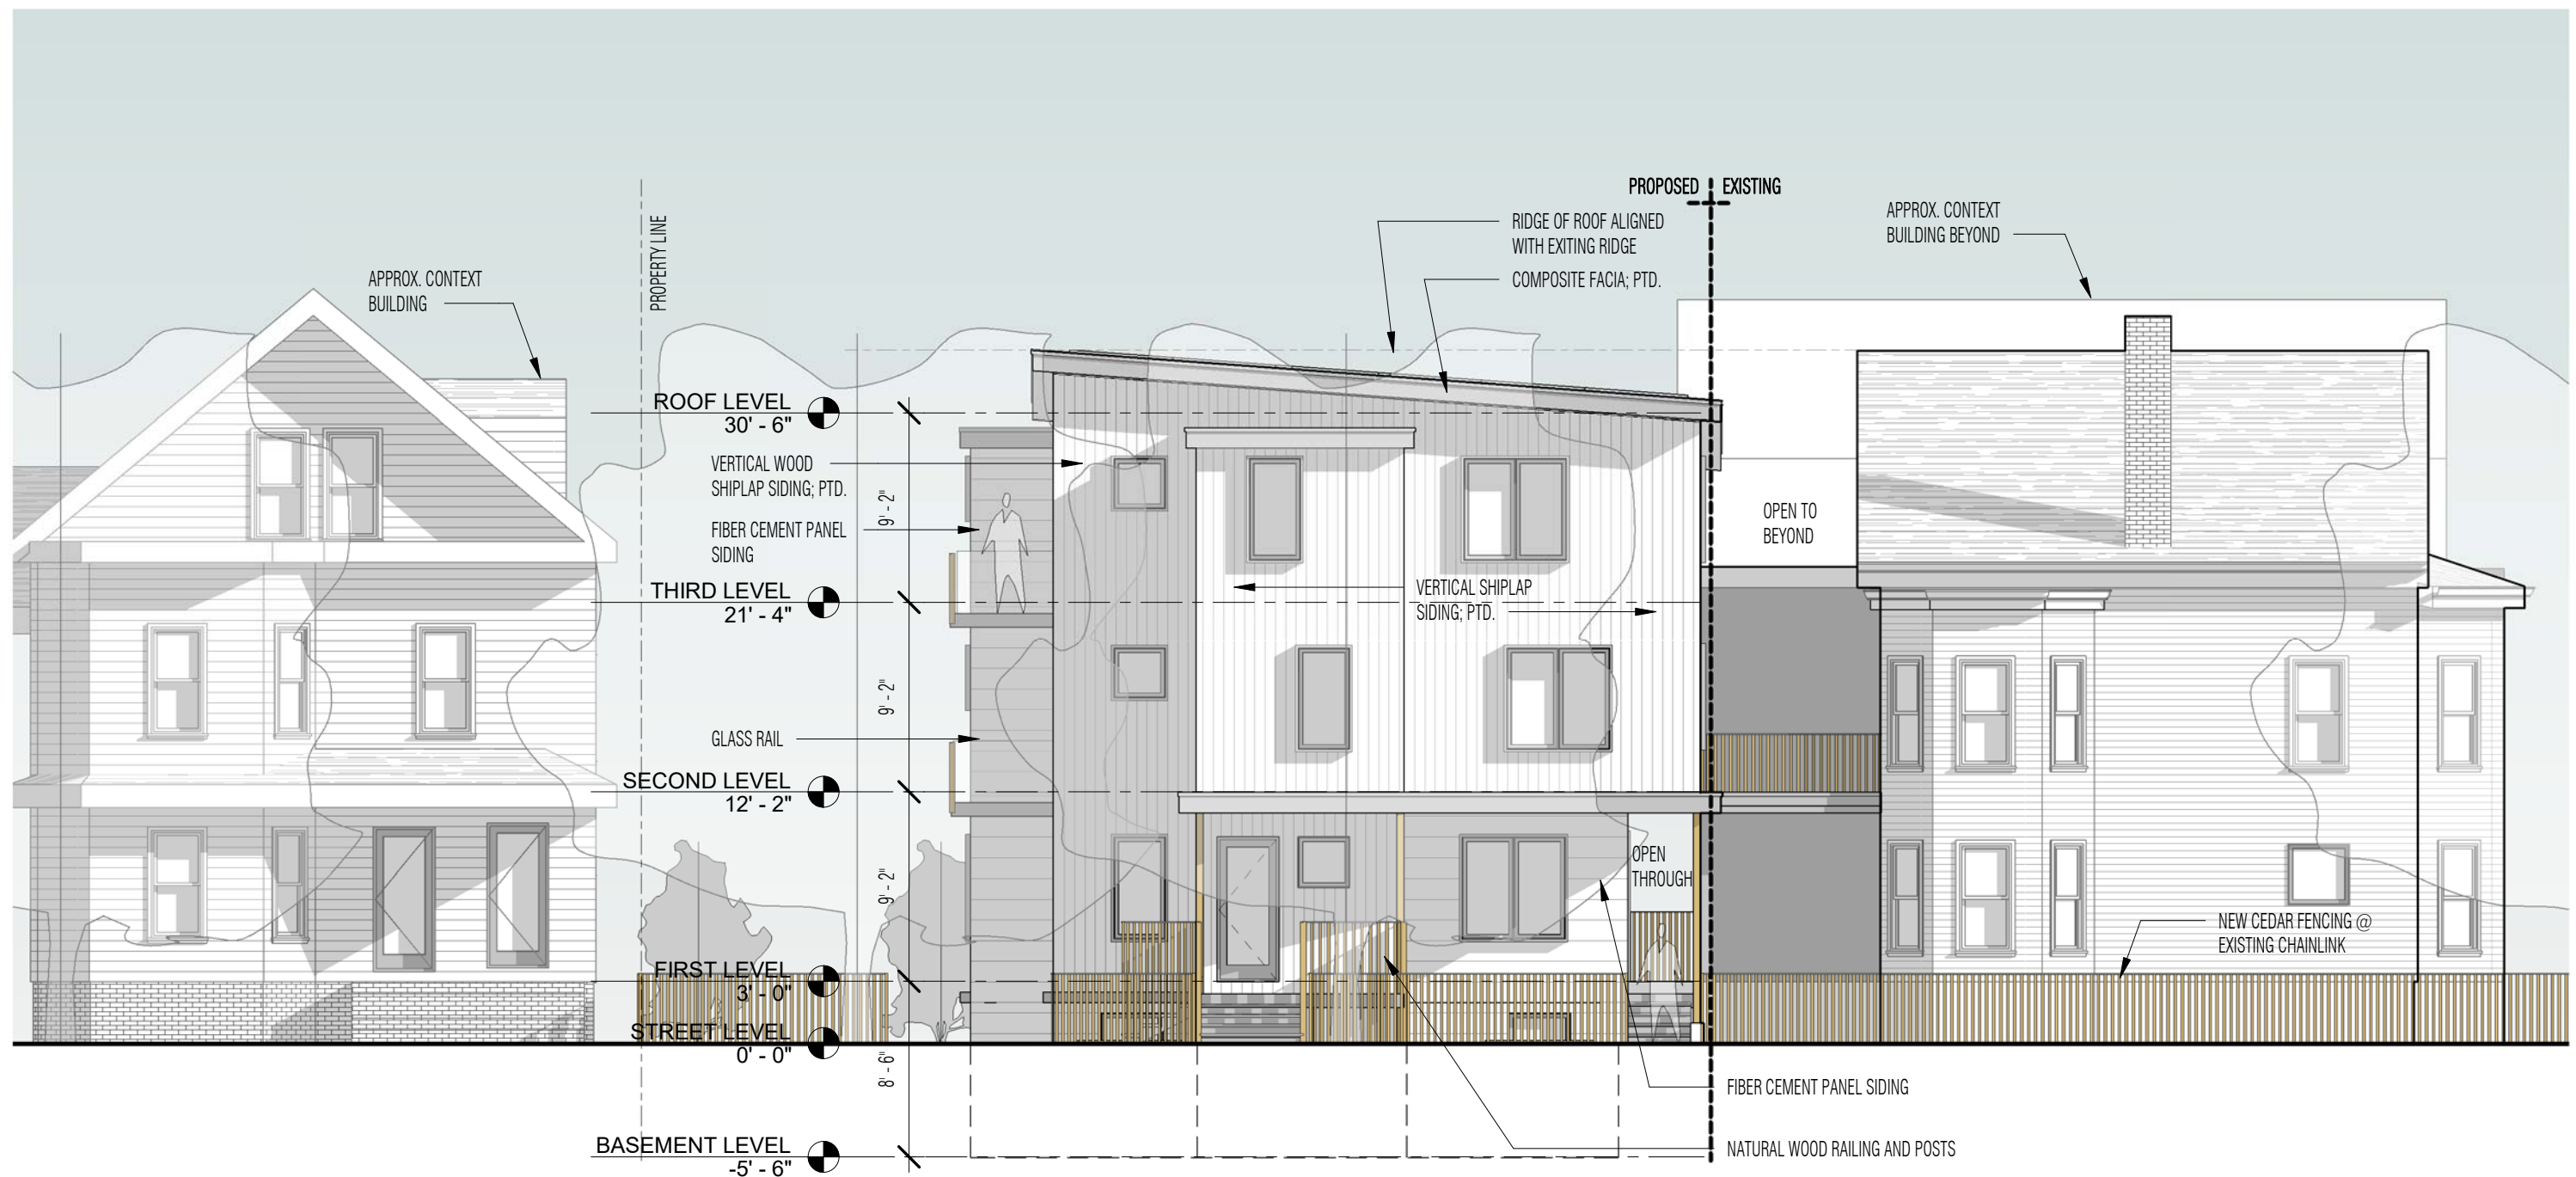 PROPOSED
EXISTING
RIDGE OF ROOF ALIGNED
WITH EXITING RIDGE
COMPOSITE FACIA; PTD.
APPROX. CONTEXT
BUILDING BEYOND
PROPERTY LINE
APPROX. CONTEXT
BUILDING
ROOF LEVEL
30' - 6"
VERTICAL WOOD
SHIPLAP SIDING; PTD.
9' - 2"
FIBER CEMENT PANEL
SIDING
OPEN TO
BEYOND
THIRD LEVEL
21' - 4"
VERTICAL SHIPLAP
SIDING; PTD.
9' - 2"
GLASS RAIL
SECOND LEVEL
12' - 2"
9' - 2"
OPEN
THROUGH
NEW CEDAR FENCING @
EXISTING CHAINLINK
FIRST LEVEL
3' - 0"
STREET LEVEL
0' - 0"
8' - 6"
FIBER CEMENT PANEL SIDING
NATURAL WOOD RAILING AND POSTS
BASEMENT LEVEL
-5' - 6"